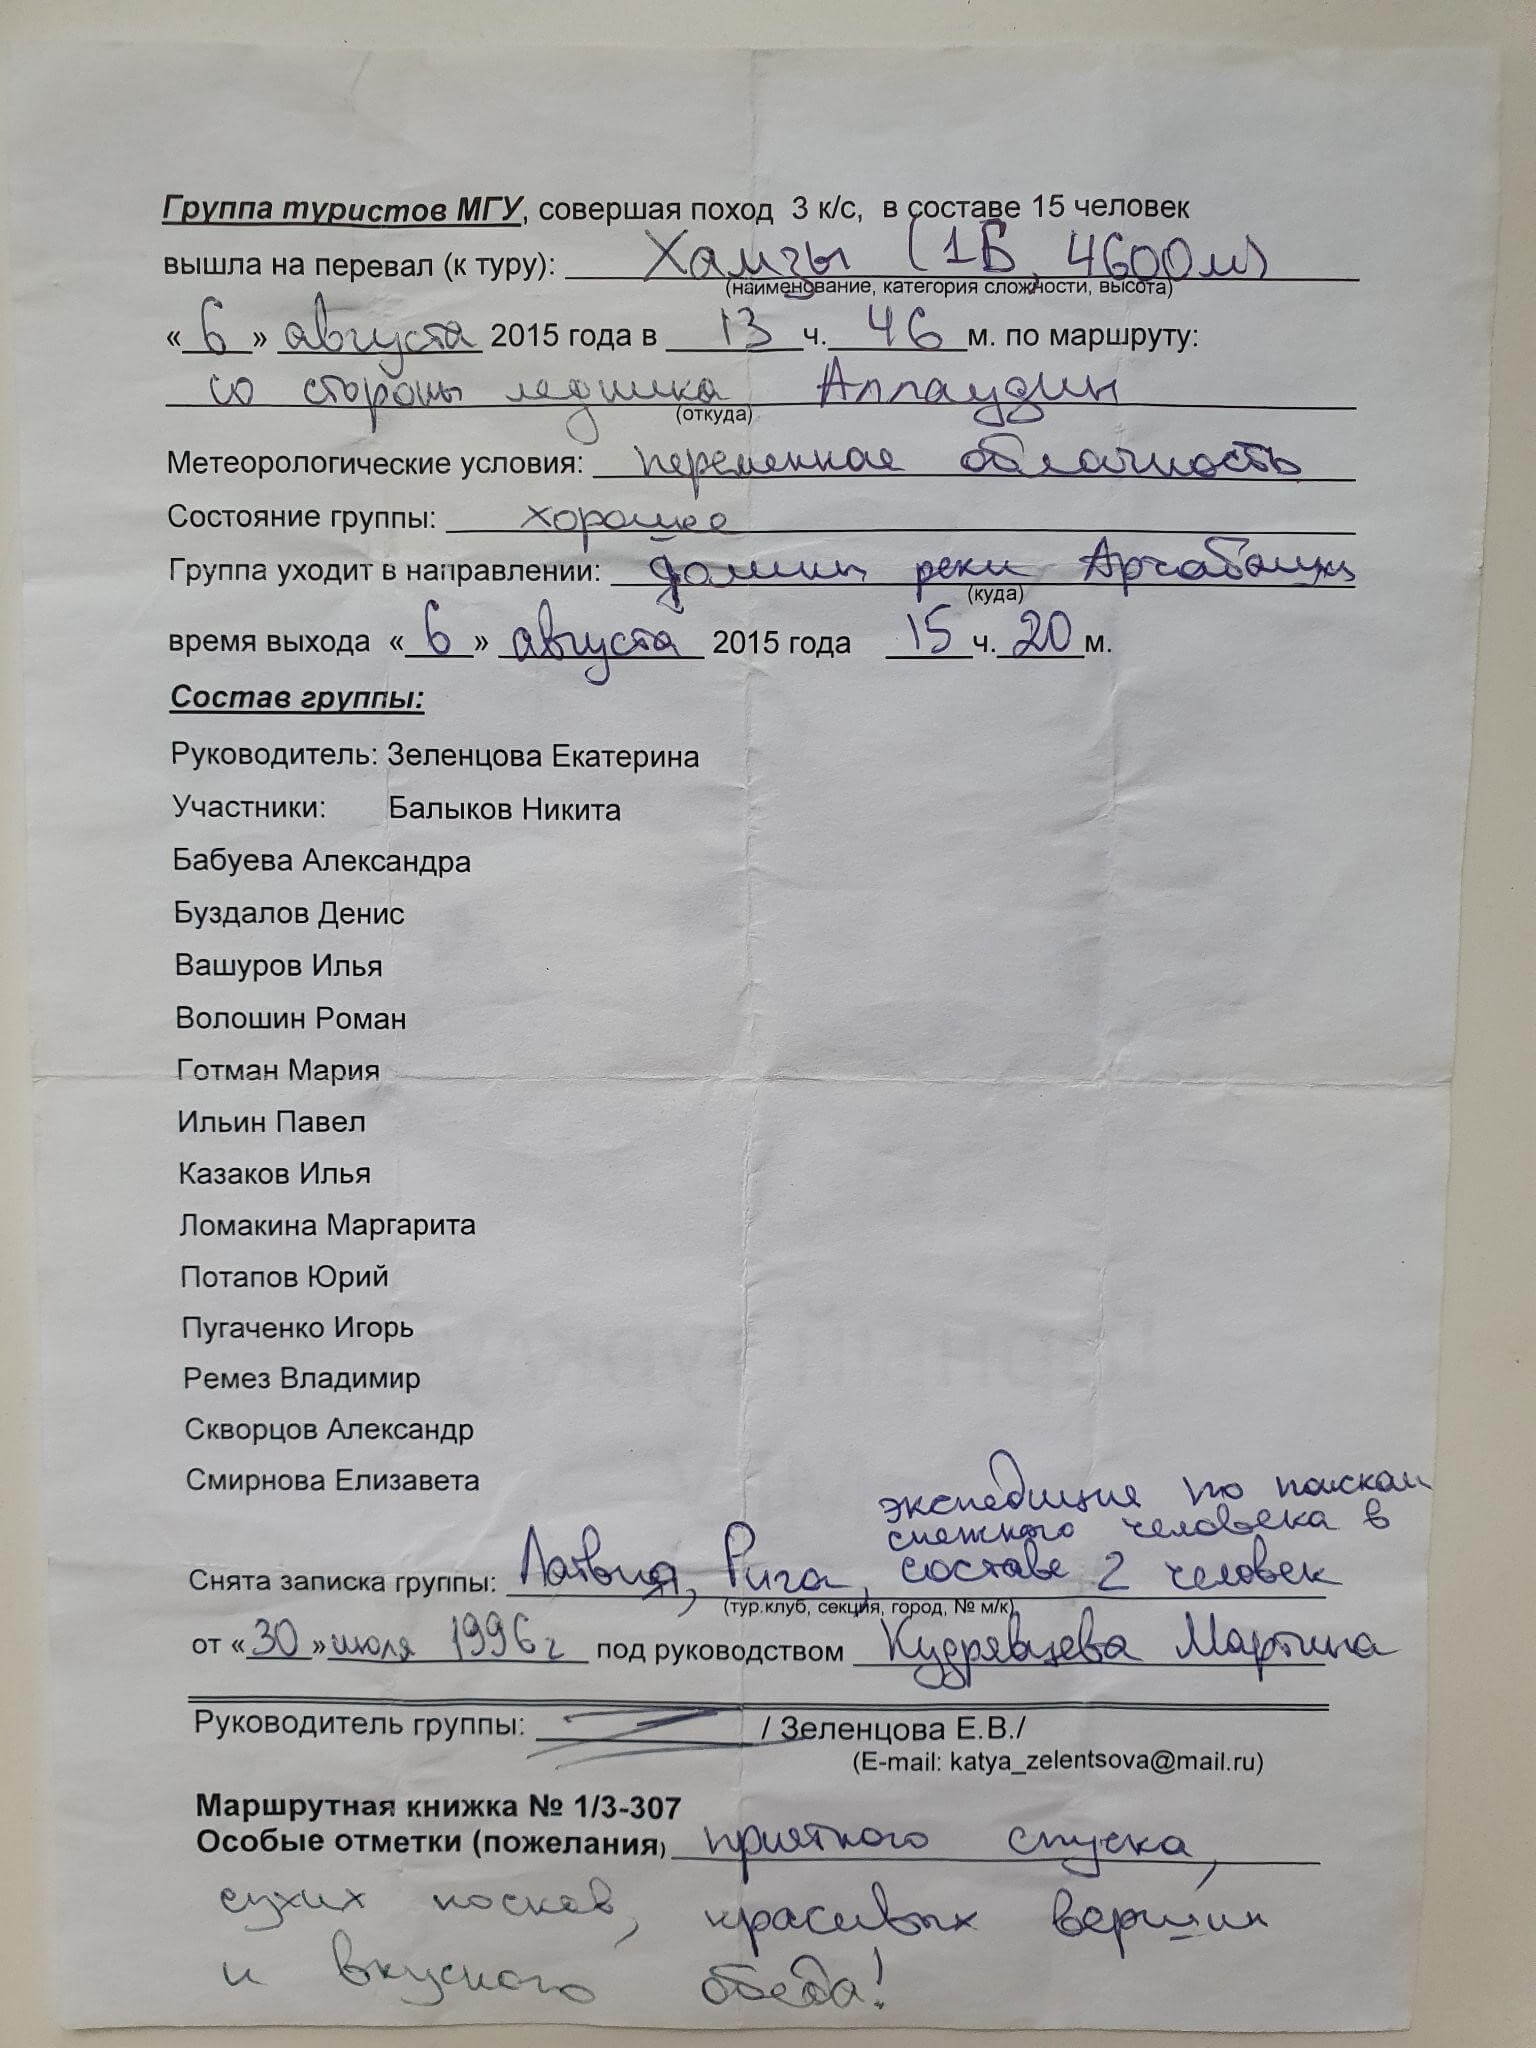 Группа туристов МГУ, совершая поход 3 к/с, в составе 15 человек
вышла на перевал (к туру): Хамзы (1Б, 4600м)
(наименование, категория сложности, высота)
«6» августа 2015 года в 13 ч. 46 м. по маршруту:
со стороны ледника Аллаудин
(откуда)
Метеорологические условия: переменная облачность
Состояние группы: хорошее
Группа уходит в направлении: долины реки Арчабаши
(куда)
время выхода «6» августа 2015 года 15 ч. 20 м.
Состав группы:
Руководитель: Зеленцова Екатерина
Участники: Балыков Никита
Бабуева Александра
Буздалов Денис
Вашуров Илья
Волошин Роман
Готман Мария
Ильин Павел
Казаков Илья
Ломакина Маргарита
Потапов Юрий
Пугаченко Игорь
Ремез Владимир
Скворцов Александр
Смирнова Елизавета
экспедиция по поискам
снежного человека в
Снята записка группы: Латвия, Рига, составе 2 человек
(тур.клуб, секция, город, № м/к)
от «30» июля 1996г под руководством Кудрявцева Мартина
Руководитель группы: / Зеленцова Е.В./
(E-mail: katya_zelentsova@mail.ru)
Маршрутная книжка № 1/3-307
Особые отметки (пожелания) приятного спуска,
сухих носков, красивых вершин
и вкусного обеда!